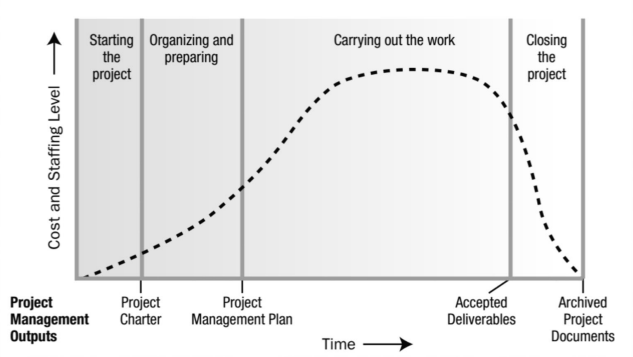 Starting
the
project
Organizing and
preparing
Carrying out the work
Closing
the
project
Cost and Staffing Level
Project
Management
Outputs
Project
Charter
Project
Management Plan
Accepted
Deliverables
Archived
Project
Documents
Time